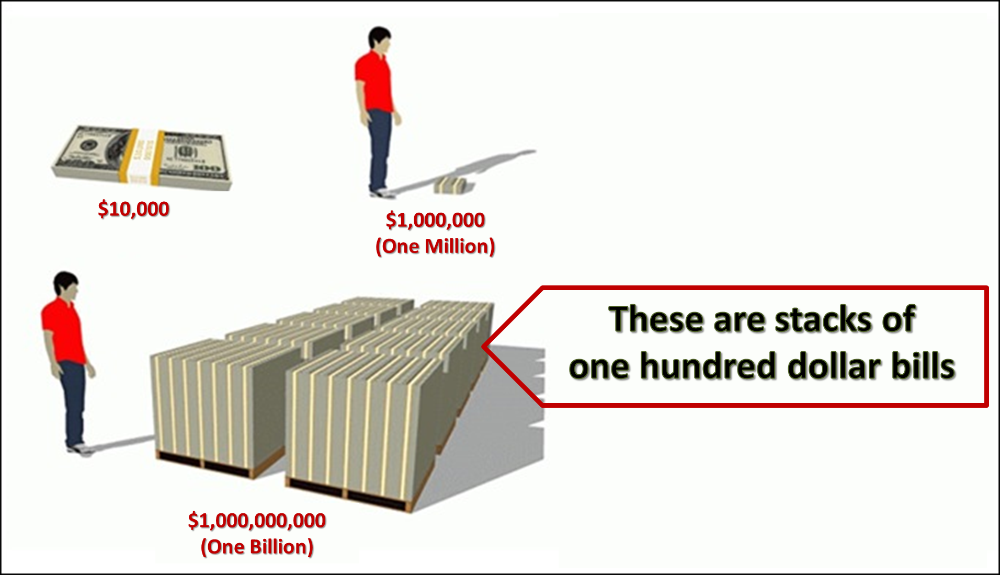 $10,000
$1,000,000
(One Million)
These are stacks of
one hundred dollar bills
$1,000,000,000
(One Billion)
100